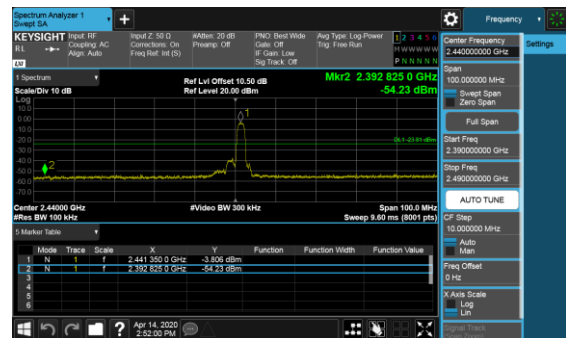 Spectrum Analyzer 1
Swept SA
Frequency
KEYSIGHT
Input: RF
Input Z: 50 Ω
#Atten: 20 dB
PNO: Best Wide
Avg Type: Log-Power
1 2 3 4 5 6
RL
Coupling: AC
Corrections: On
Preamp: Off
Gate: Off
Trig: Free Run
M W W W W W
Align: Auto
Freq Ref: Int (S)
IF Gain: Low
Sig Track: Off
P N N N N N
LXI
1 Spectrum
Ref Lvl Offset 10.50 dB
Mkr2 2.392 825 0 GHz
Scale/Div 10 dB
Ref Level 20.00 dBm
-54.23 dBm
Log
10.0
0.00
-10.0
-20.0
-30.0
-40.0
-50.0
-60.0
-70.0
1
2
DL1 -23.81 dBm
Center 2.44000 GHz
#Video BW 300 kHz
Span 100.0 MHz
#Res BW 100 kHz
Sweep 9.60 ms (8001 pts)
5 Marker Table
Mode Trace Scale X Y Function Function Width Function Value
1 N 1 f 2.441 350 0 GHz -3.806 dBm
2 N 1 f 2.392 825 0 GHz -54.23 dBm
3
4
5
6
?
Apr 14, 2020
2:52:00 PM
Center Frequency
2.440000000 GHz
Settings
Span
100.000000 MHz
Swept Span
Zero Span
Full Span
Start Freq
2.390000000 GHz
Stop Freq
2.490000000 GHz
AUTO TUNE
CF Step
10.000000 MHz
Auto
Man
Freq Offset
0 Hz
X Axis Scale
Log
Lin
Signal Track
(Span Zoom)